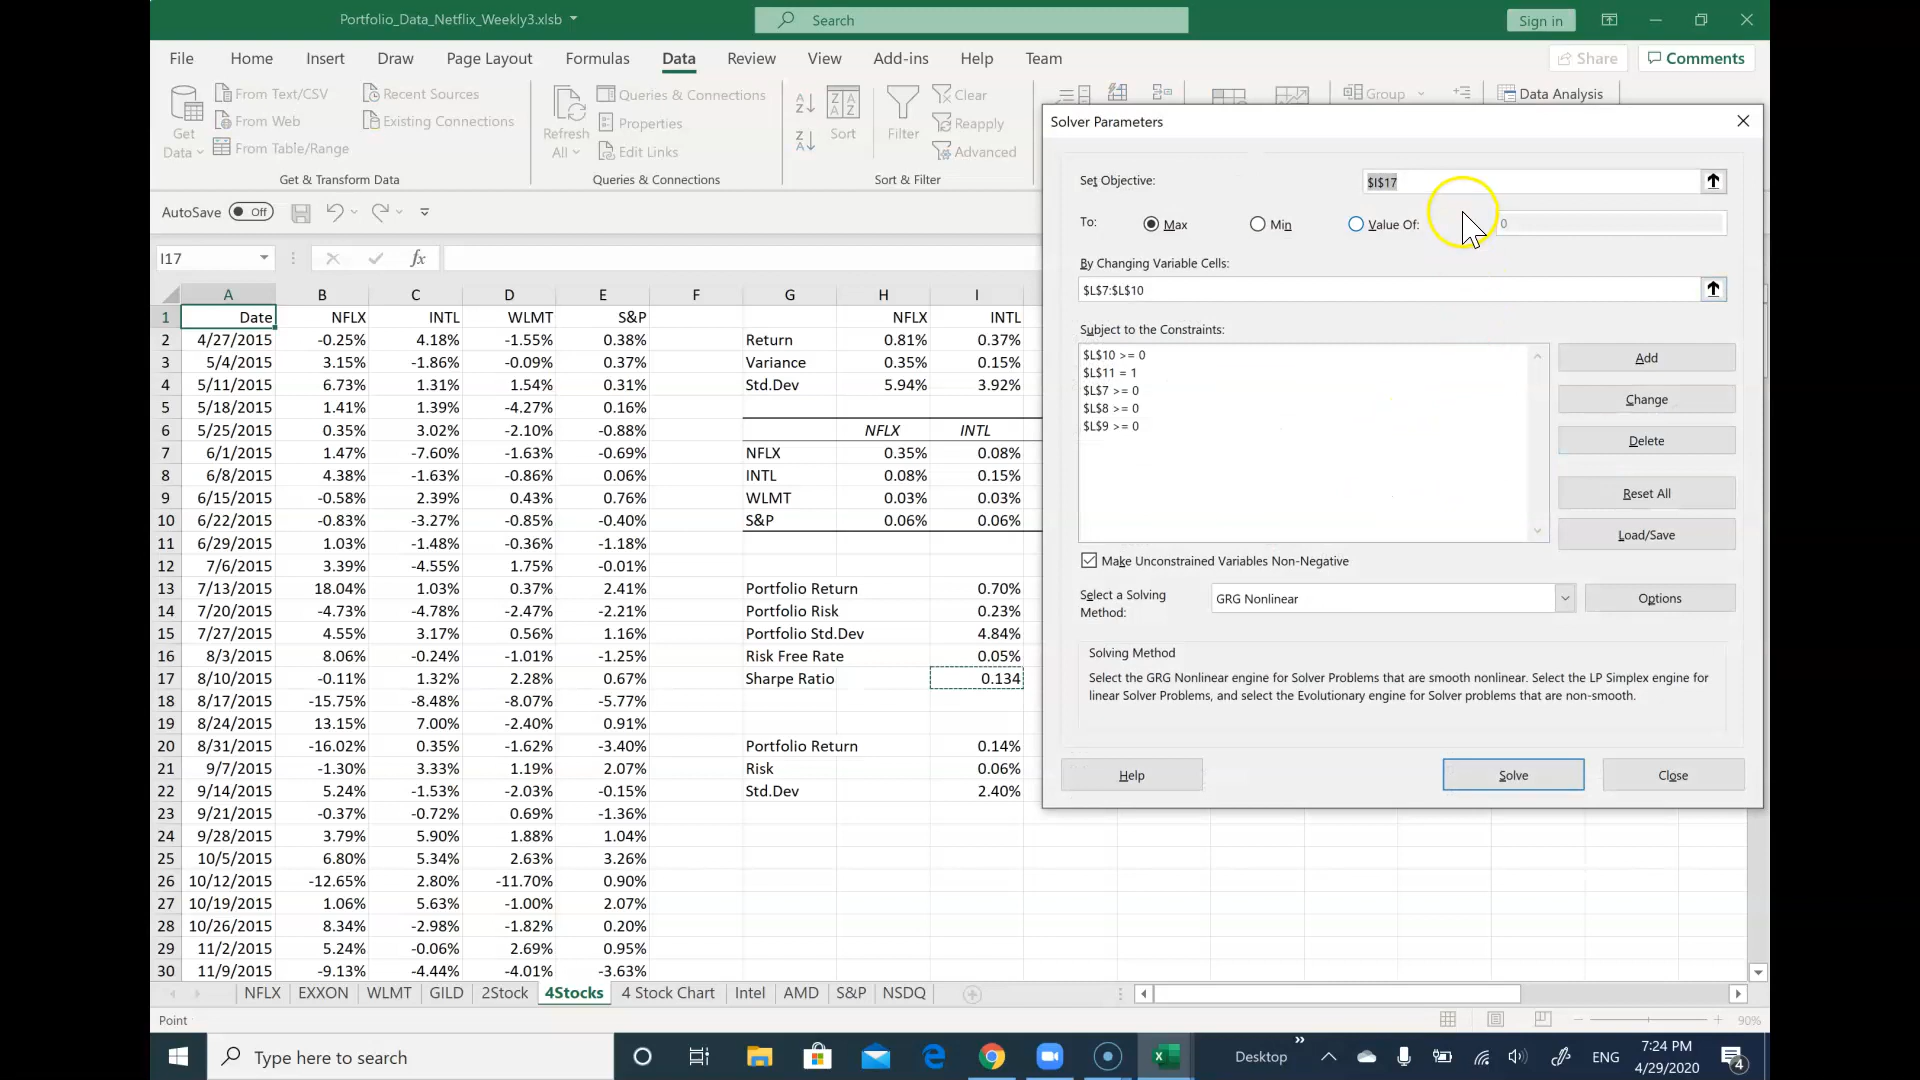 Portfolio_Data_Netflix_Weekly3.xlsb
Search
Sign in
File Home Insert Draw Page Layout Formulas Data Review View Add-ins Help Team
Share Comments
Get Data
From Text/CSV
From Web
From Table/Range
Recent Sources
Existing Connections
Get & Transform Data
Refresh All
Queries & Connections
Properties
Edit Links
Queries & Connections
Sort
Filter
Clear
Reapply
Advanced
Sort & Filter
Group
Data Analysis
AutoSave Off
I17
fx
A B C D E F G H I
1 Date NFLX INTL WLMT S&P NFLX INTL
2 4/27/2015 -0.25% 4.18% -1.55% 0.38% Return 0.81% 0.37%
3 5/4/2015 3.15% -1.86% -0.09% 0.37% Variance 0.35% 0.15%
4 5/11/2015 6.73% 1.31% 1.54% 0.31% Std.Dev 5.94% 3.92%
5 5/18/2015 1.41% 1.39% -4.27% 0.16%
6 5/25/2015 0.35% 3.02% -2.10% -0.88% NFLX INTL
7 6/1/2015 1.47% -7.60% -1.63% -0.69% NFLX 0.35% 0.08%
8 6/8/2015 4.38% -1.63% -0.86% 0.06% INTL 0.08% 0.15%
9 6/15/2015 -0.58% 2.39% 0.43% 0.76% WLMT 0.03% 0.03%
10 6/22/2015 -0.83% -3.27% -0.85% -0.40% S&P 0.06% 0.06%
11 6/29/2015 1.03% -1.48% -0.36% -1.18%
12 7/6/2015 3.39% -4.55% 1.75% -0.01%
13 7/13/2015 18.04% 1.03% 0.37% 2.41% Portfolio Return 0.70%
14 7/20/2015 -4.73% -4.78% -2.47% -2.21% Portfolio Risk 0.23%
15 7/27/2015 4.55% 3.17% 0.56% 1.16% Portfolio Std.Dev 4.84%
16 8/3/2015 8.06% -0.24% -1.01% -1.25% Risk Free Rate 0.05%
17 8/10/2015 -0.11% 1.32% 2.28% 0.67% Sharpe Ratio 0.134
18 8/17/2015 -15.75% -8.48% -8.07% -5.77%
19 8/24/2015 13.15% 7.00% -2.40% 0.91%
20 8/31/2015 -16.02% 0.35% -1.62% -3.40% Portfolio Return 0.14%
21 9/7/2015 -1.30% 3.33% 1.19% 2.07% Risk 0.06%
22 9/14/2015 5.24% -1.53% -2.03% -0.15% Std.Dev 2.40%
23 9/21/2015 -0.37% -0.72% 0.69% -1.36%
24 9/28/2015 3.79% 5.90% 1.88% 1.04%
25 10/5/2015 6.80% 5.34% 2.63% 3.26%
26 10/12/2015 -12.65% 2.80% -11.70% 0.90%
27 10/19/2015 1.06% 5.63% -1.00% 2.07%
28 10/26/2015 8.34% -2.98% -1.82% 0.20%
29 11/2/2015 5.24% -0.06% 2.69% 0.95%
30 11/9/2015 -9.13% -4.44% -4.01% -3.63%
Solver Parameters
Set Objective: $I$17
To: Max Min Value Of: 0
By Changing Variable Cells:
$L$7:$L$10
Subject to the Constraints:
$L$10 >= 0
$L$11 = 1
$L$7 >= 0
$L$8 >= 0
$L$9 >= 0
Add
Change
Delete
Reset All
Load/Save
Make Unconstrained Variables Non-Negative
Select a Solving Method: GRG Nonlinear Options
Solving Method
Select the GRG Nonlinear engine for Solver Problems that are smooth nonlinear. Select the LP Simplex engine for
linear Solver Problems, and select the Evolutionary engine for Solver problems that are non-smooth.
Help Solve Close
NFLX EXXON WLMT GILD 2Stock 4Stocks 4 Stock Chart Intel AMD S&P NSDQ
Point
90%
Type here to search
Desktop
ENG
7:24 PM
4/29/2020
4